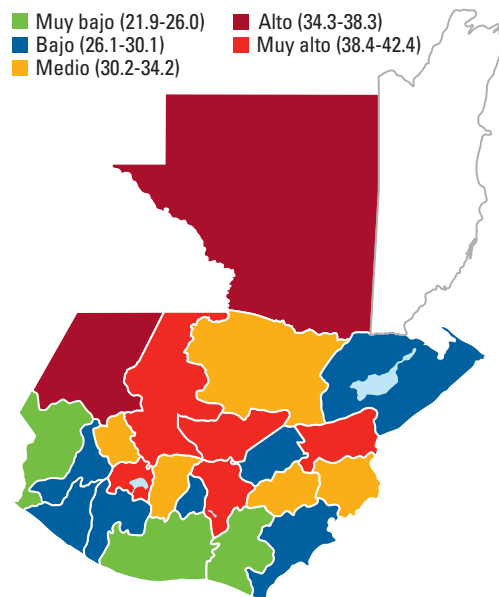 Muy bajo (21.9-26.0)
Bajo (26.1-30.1)
Medio (30.2-34.2)
Alto (34.3-38.3)
Muy alto (38.4-42.4)